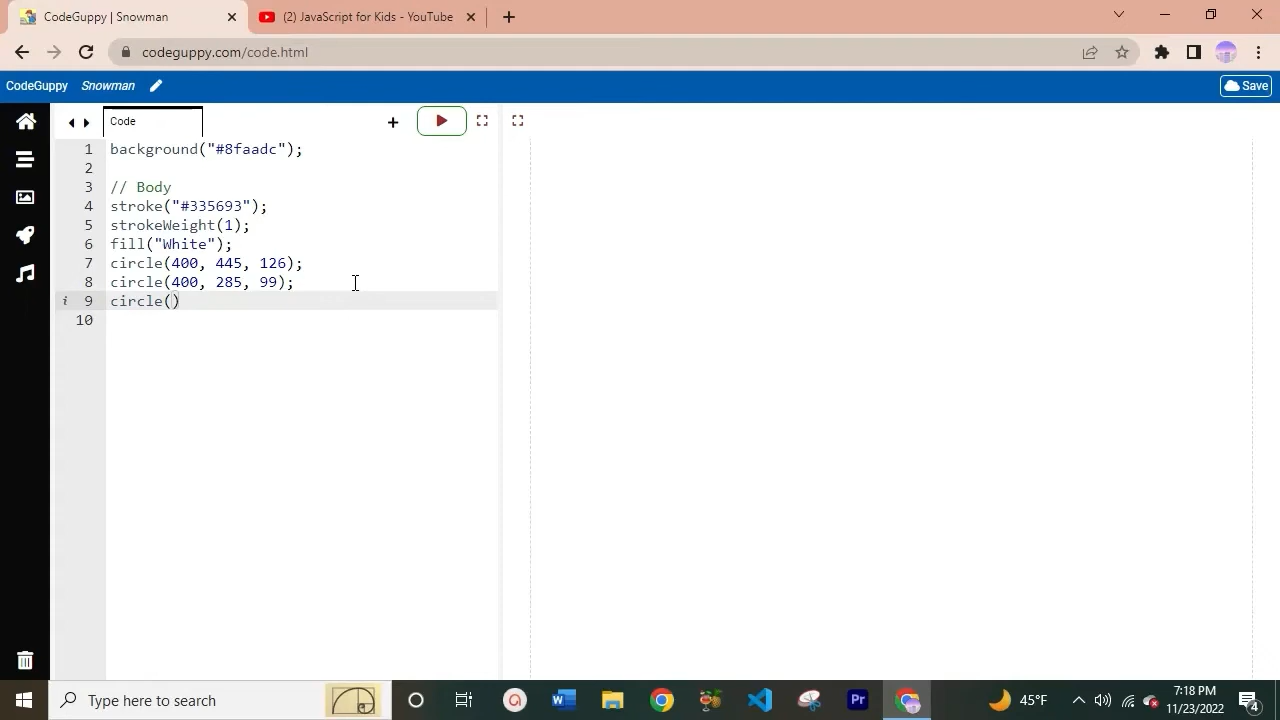 CodeGuppy | Snowman
(2) JavaScript for Kids - YouTube
codeguppy.com/code.html
CodeGuppy Snowman Save
Code
1 background("#8faadc");
2
3 // Body
4 stroke("#335693");
5 strokeWeight(1);
6 fill("White");
7 circle(400, 445, 126);
8 circle(400, 285, 99);
i 9 circle()
10
Type here to search
W
Pr
45°F
7:18 PM
11/23/2022
4